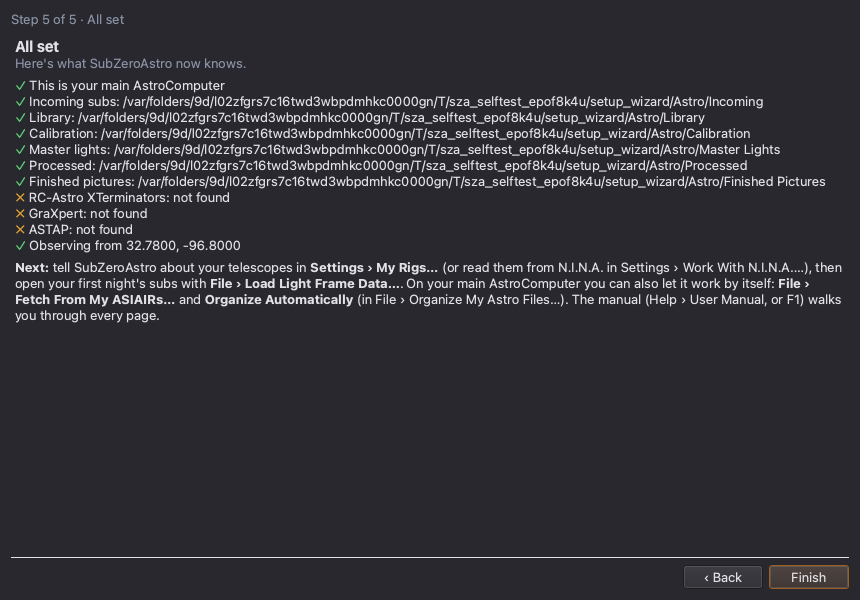 Step 5 of 5 · All set
All set
Here's what SubZeroAstro now knows.
✓ This is your main AstroComputer
✓ Incoming subs: /var/folders/9d/l02zfgrs7c16twd3wbpdmhkc0000gn/T/sza_selftest_epof8k4u/setup_wizard/Astro/Incoming
✓ Library: /var/folders/9d/l02zfgrs7c16twd3wbpdmhkc0000gn/T/sza_selftest_epof8k4u/setup_wizard/Astro/Library
✓ Calibration: /var/folders/9d/l02zfgrs7c16twd3wbpdmhkc0000gn/T/sza_selftest_epof8k4u/setup_wizard/Astro/Calibration
✓ Master lights: /var/folders/9d/l02zfgrs7c16twd3wbpdmhkc0000gn/T/sza_selftest_epof8k4u/setup_wizard/Astro/Master Lights
✓ Processed: /var/folders/9d/l02zfgrs7c16twd3wbpdmhkc0000gn/T/sza_selftest_epof8k4u/setup_wizard/Astro/Processed
✓ Finished pictures: /var/folders/9d/l02zfgrs7c16twd3wbpdmhkc0000gn/T/sza_selftest_epof8k4u/setup_wizard/Astro/Finished Pictures
✕ RC-Astro XTerminators: not found
✕ GraXpert: not found
✕ ASTAP: not found
✓ Observing from 32.7800, -96.8000
Next: tell SubZeroAstro about your telescopes in Settings › My Rigs... (or read them from N.I.N.A. in Settings › Work With N.I.N.A....), then
open your first night's subs with File › Load Light Frame Data.... On your main AstroComputer you can also let it work by itself: File ›
Fetch From My ASIAIRs... and Organize Automatically (in File › Organize My Astro Files...). The manual (Help › User Manual, or F1) walks
you through every page.
‹ Back
Finish